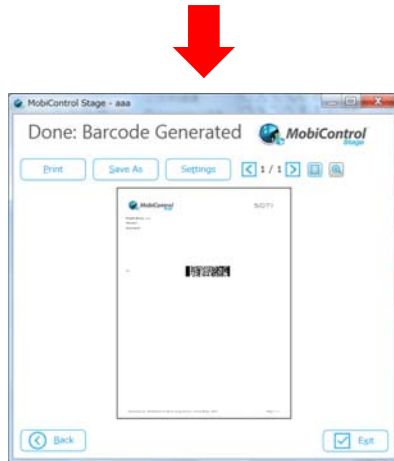 MobiControl Stage - aaa
Done: Barcode Generated
MobiControl
Stage
Print
Save As
Settings
1 / 1
MobiControl
SOTI
Back
Exit